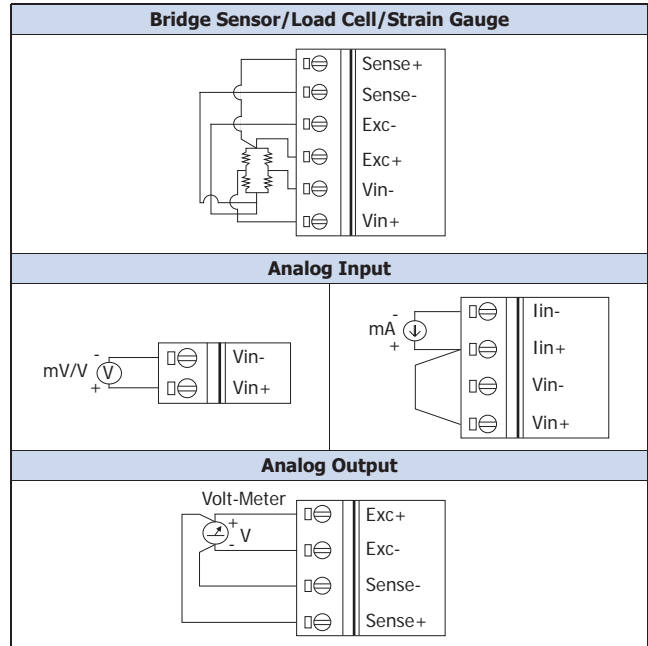 Bridge Sensor/Load Cell/Strain Gauge
Sense+
Sense-
Exc-
Exc+
Vin-
Vin+
Analog Input
mV/V
-
V
+
Vin-
Vin+
mA
-
+
Iin-
Iin+
Vin-
Vin+
Analog Output
Volt-Meter
+
V
-
Exc+
Exc-
Sense-
Sense+